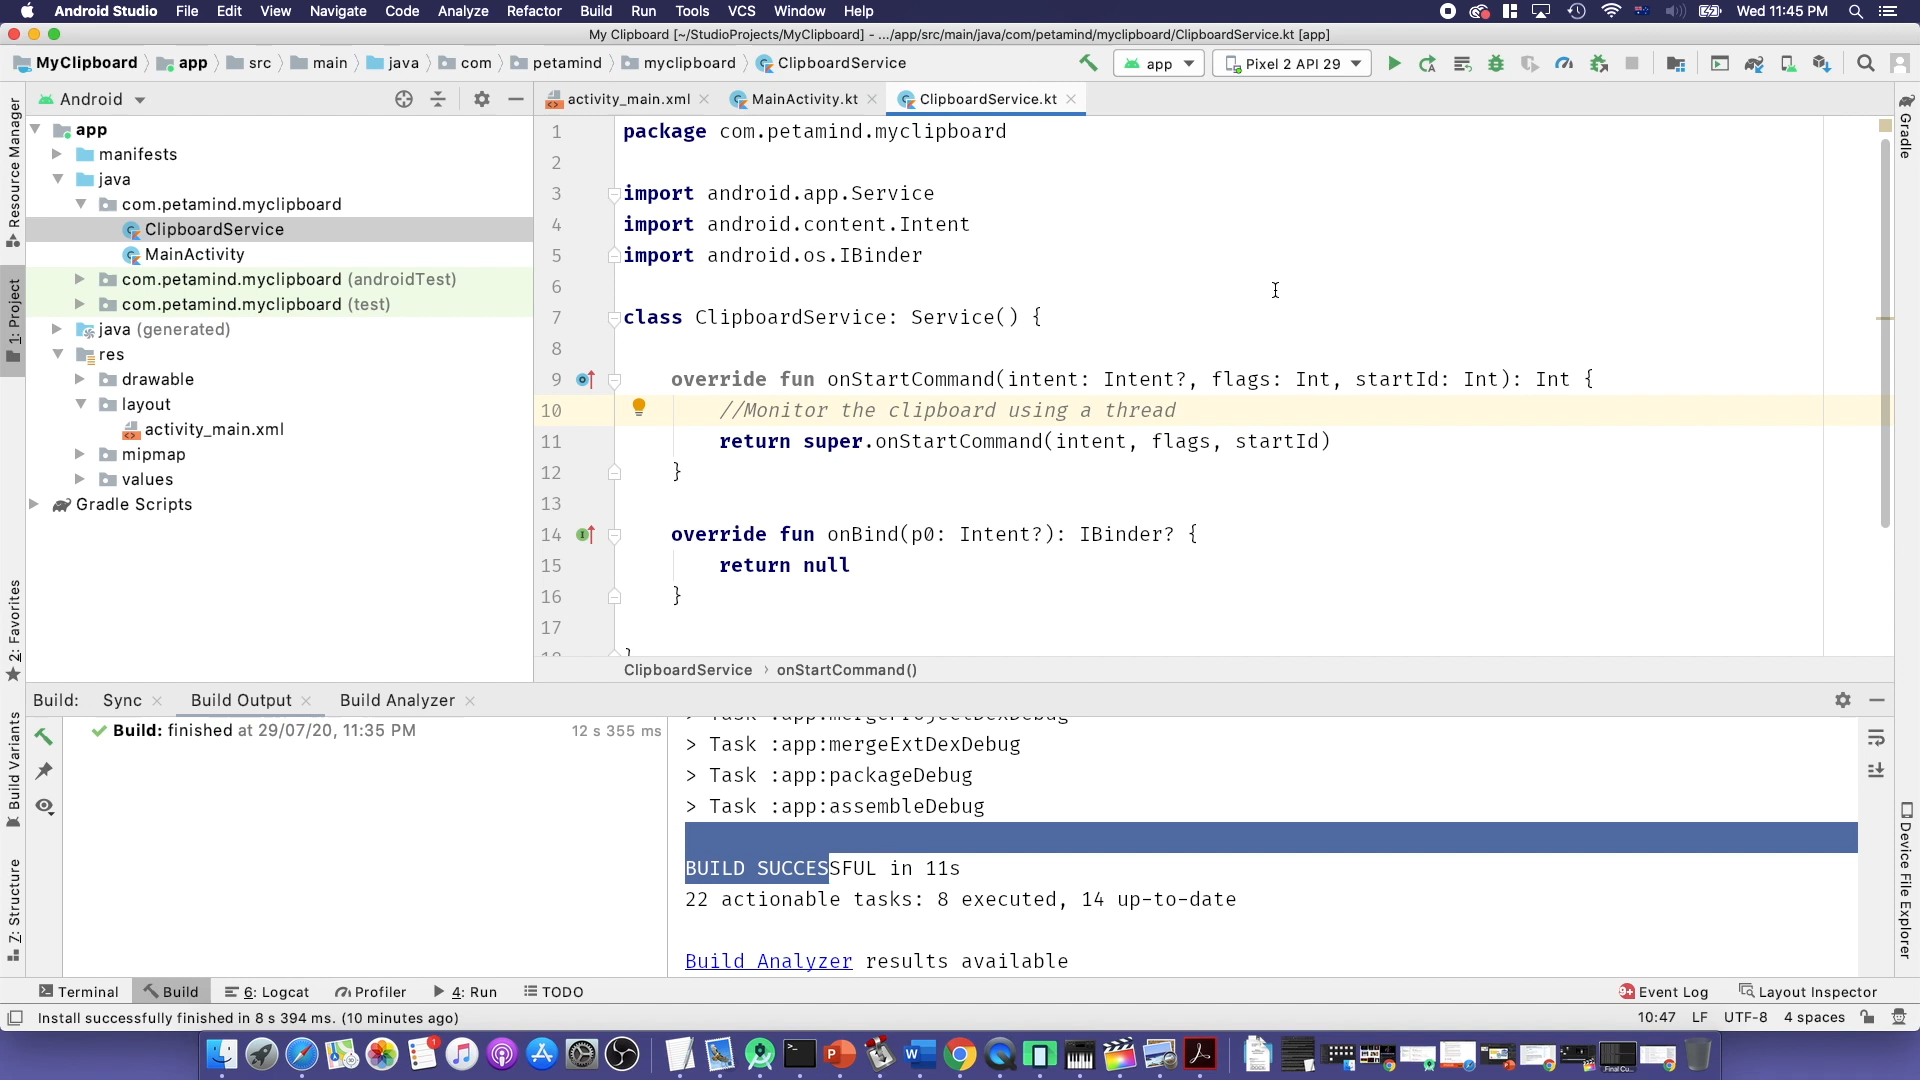 Android Studio File Edit View Navigate Code Analyze Refactor Build Run Tools VCS Window Help Wed 11:45 PM
My Clipboard [~/StudioProjects/MyClipboard] - .../app/src/main/java/com/petamind/myclipboard/ClipboardService.kt [app]
MyClipboard app src main java com petamind myclipboard ClipboardService app Pixel 2 API 29
Android activity_main.xml MainActivity.kt ClipboardService.kt
Resource Manager
1: Project
2: Favorites
Build Variants
7: Structure
Gradle
Device File Explorer
app
manifests
java
com.petamind.myclipboard
ClipboardService
MainActivity
com.petamind.myclipboard (androidTest)
com.petamind.myclipboard (test)
java (generated)
res
drawable
layout
activity_main.xml
mipmap
values
Gradle Scripts
1 package com.petamind.myclipboard
2
3 import android.app.Service
4 import android.content.Intent
5 import android.os.IBinder
6
7 class ClipboardService: Service() {
8
9 override fun onStartCommand(intent: Intent?, flags: Int, startId: Int): Int {
10 //Monitor the clipboard using a thread
11 return super.onStartCommand(intent, flags, startId)
12 }
13
14 override fun onBind(p0: Intent?): IBinder? {
15 return null
16 }
17
18 }
ClipboardService › onStartCommand()
Build: Sync Build Output Build Analyzer
Build: finished at 29/07/20, 11:35 PM 12 s 355 ms
> Task :app:mergeProjectDexDebug
> Task :app:mergeExtDexDebug
> Task :app:packageDebug
> Task :app:assembleDebug
BUILD SUCCESSFUL in 11s
22 actionable tasks: 8 executed, 14 up-to-date
Build Analyzer results available
Terminal Build 6: Logcat Profiler 4: Run TODO 9+ Event Log Layout Inspector
Install successfully finished in 8 s 394 ms. (10 minutes ago) 10:47 LF UTF-8 4 spaces